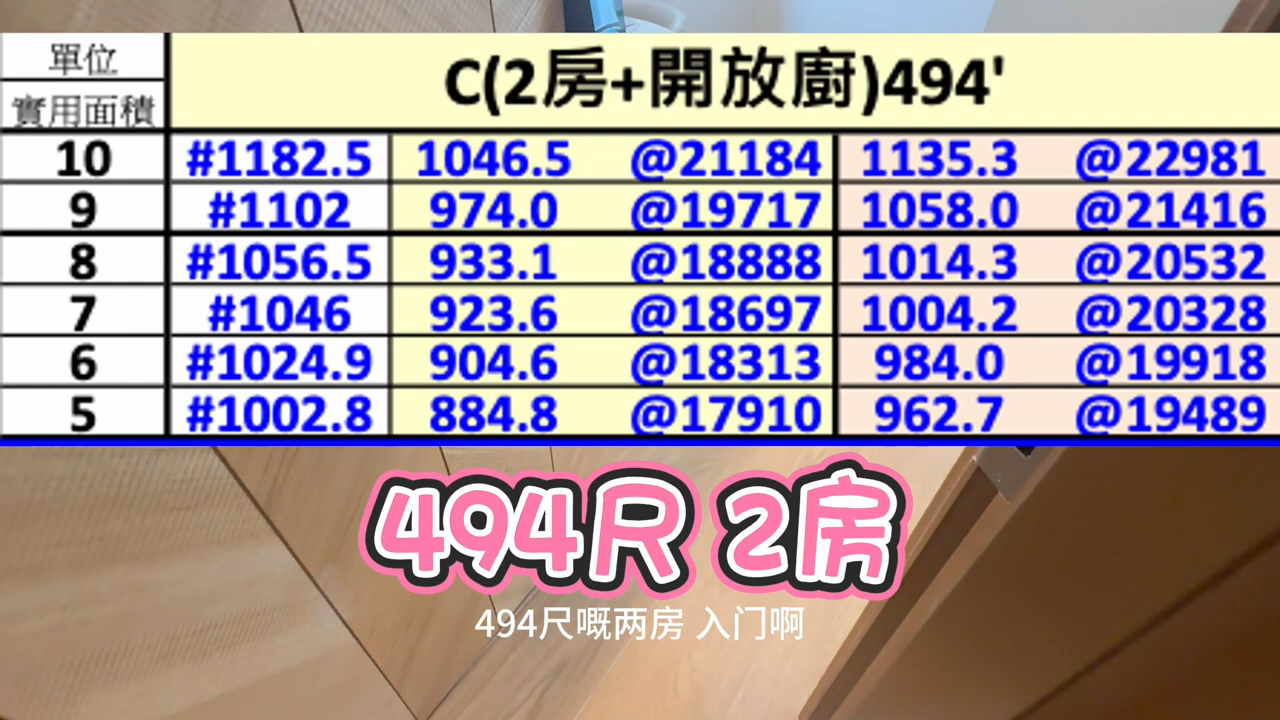 單位
實用面積
C(2房+開放廚)494'
10 #1182.5 1046.5 @21184 1135.3 @22981
9 #1102 974.0 @19717 1058.0 @21416
8 #1056.5 933.1 @18888 1014.3 @20532
7 #1046 923.6 @18697 1004.2 @20328
6 #1024.9 904.6 @18313 984.0 @19918
5 #1002.8 884.8 @17910 962.7 @19489
494尺 2房
494尺嘅两房 入门啊